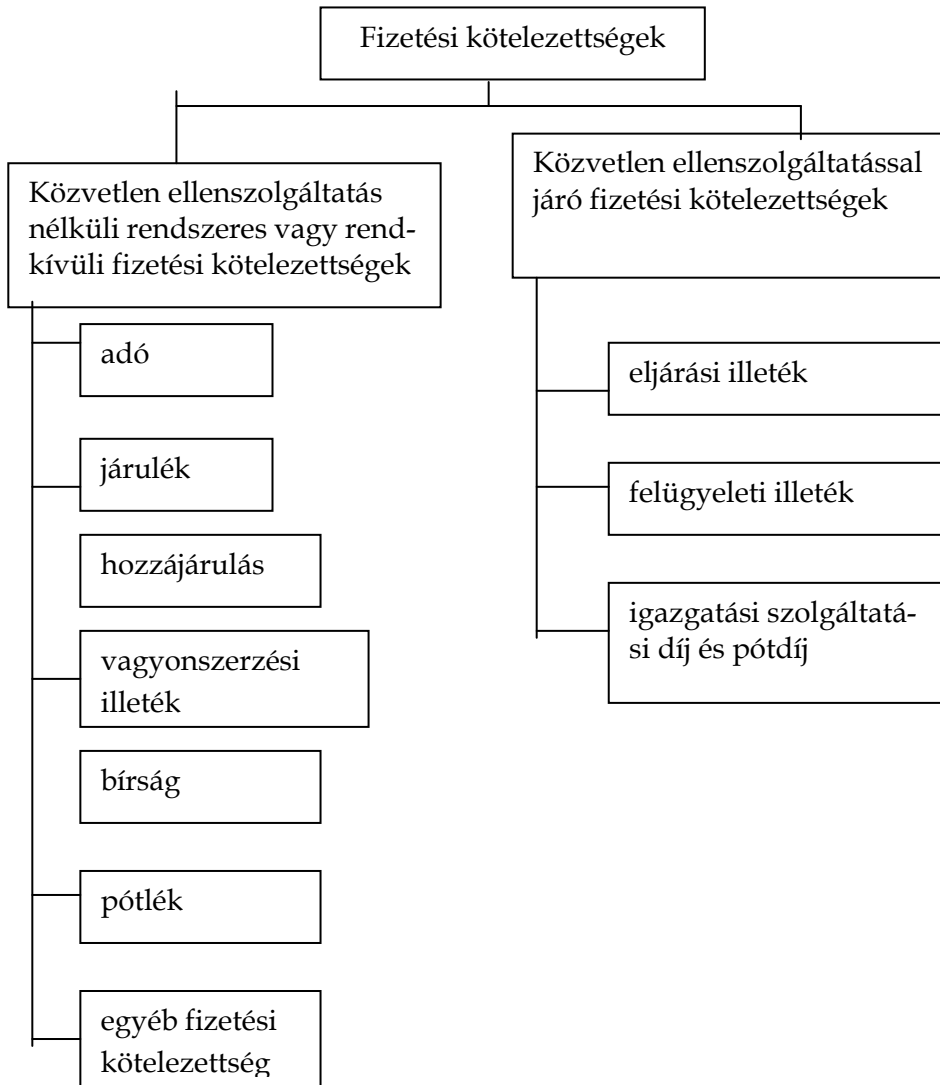 Fizetési kötelezettségek
Közvetlen ellenszolgáltatás
nélküli rendszeres vagy rend-
kívüli fizetési kötelezettségek
adó
járulék
hozzájárulás
vagyonszerzési
illeték
bírság
pótlék
egyéb fizetési
kötelezettség
Közvetlen ellenszolgáltatással
járó fizetési kötelezettségek
eljárási illeték
felügyeleti illeték
igazgatási szolgáltatá-
si díj és pótdíj